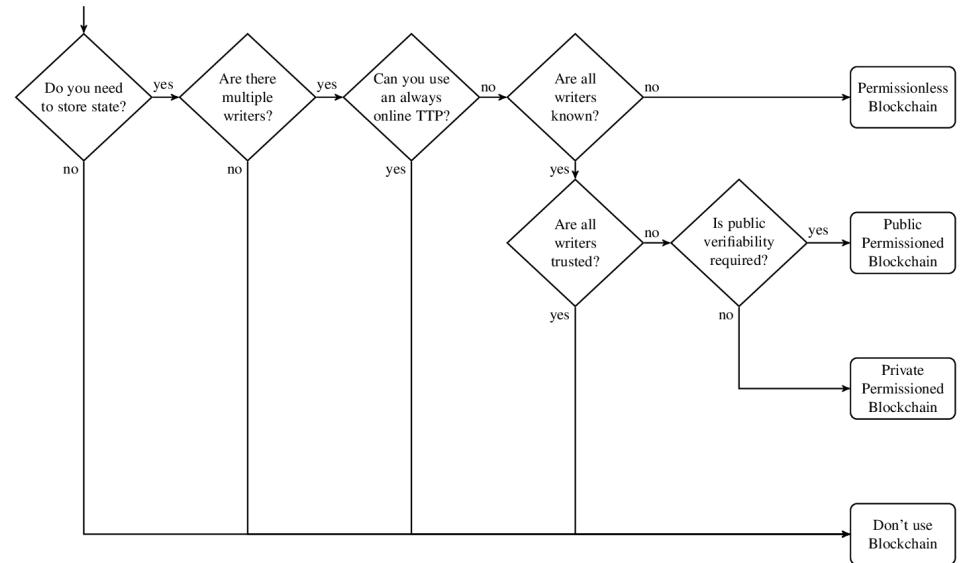 Do you need
to store state?
yes
no
Are there
multiple
writers?
yes
no
Can you use
an always
online TTP?
no
yes
Are all
writers
known?
no
yes
Permissionless
Blockchain
Are all
writers
trusted?
no
yes
Is public
verifiability
required?
yes
no
Public
Permissioned
Blockchain
Private
Permissioned
Blockchain
Don’t use
Blockchain